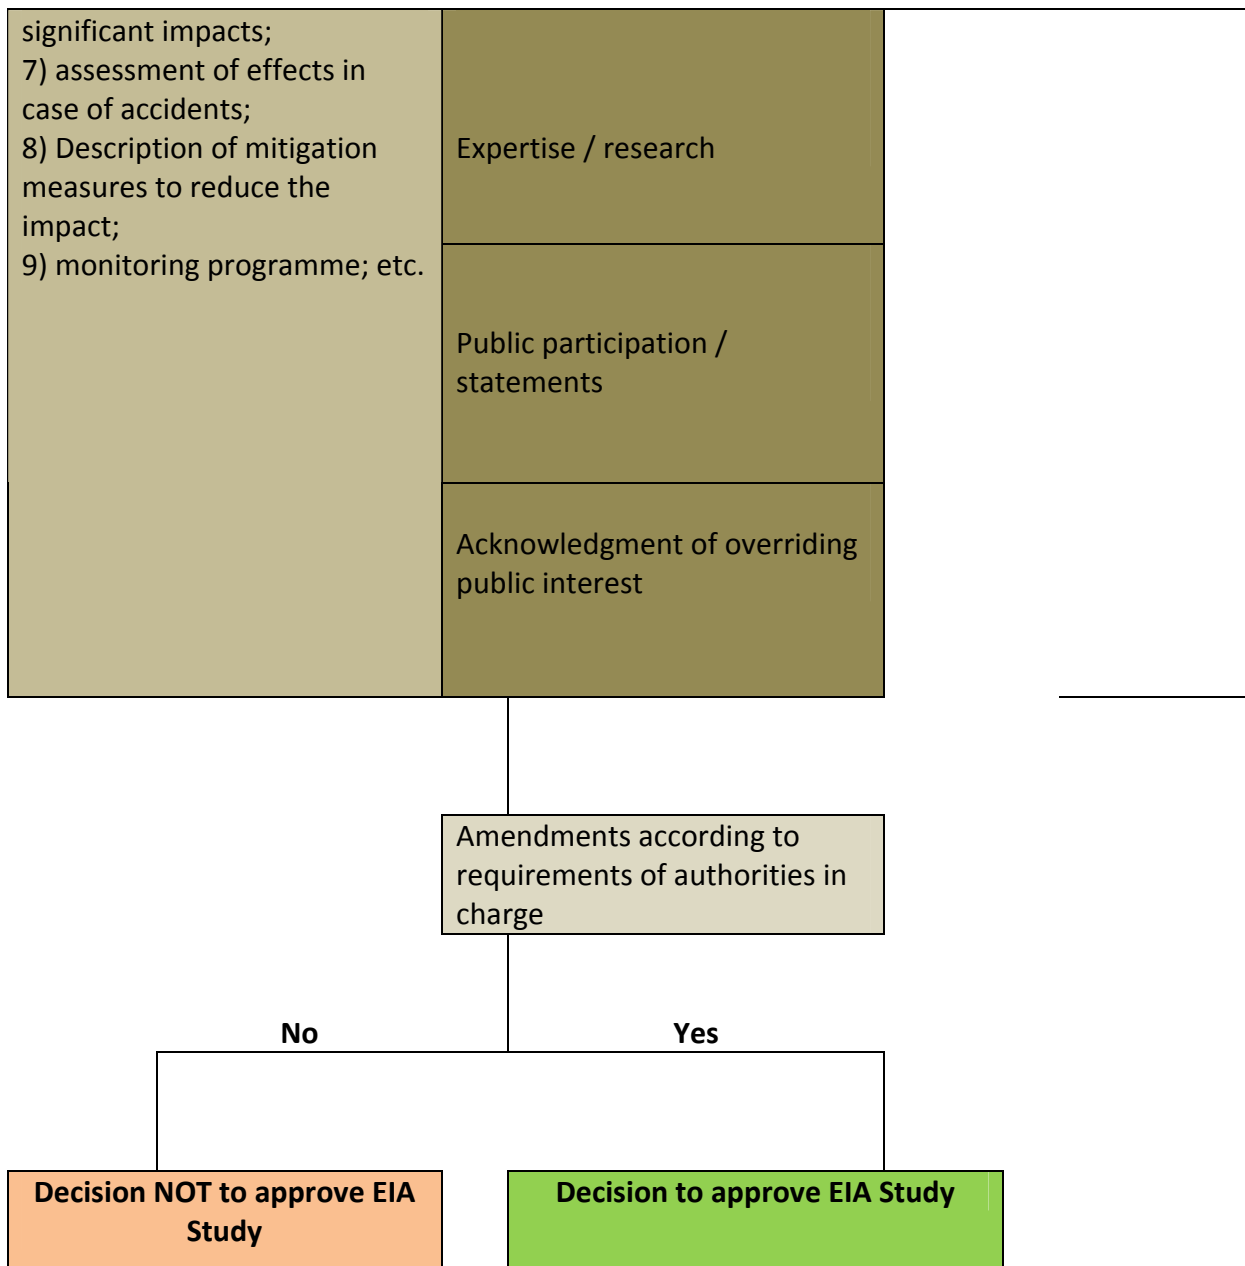 significant impacts;
7) assessment of effects in
case of accidents;
8) Description of mitigation
measures to reduce the
impact;
9) monitoring programme; etc.
Expertise / research
Public participation /
statements
Acknowledgment of overriding
public interest
Amendments according to
requirements of authorities in
charge
No
Yes
Decision NOT to approve EIA
Study
Decision to approve EIA Study